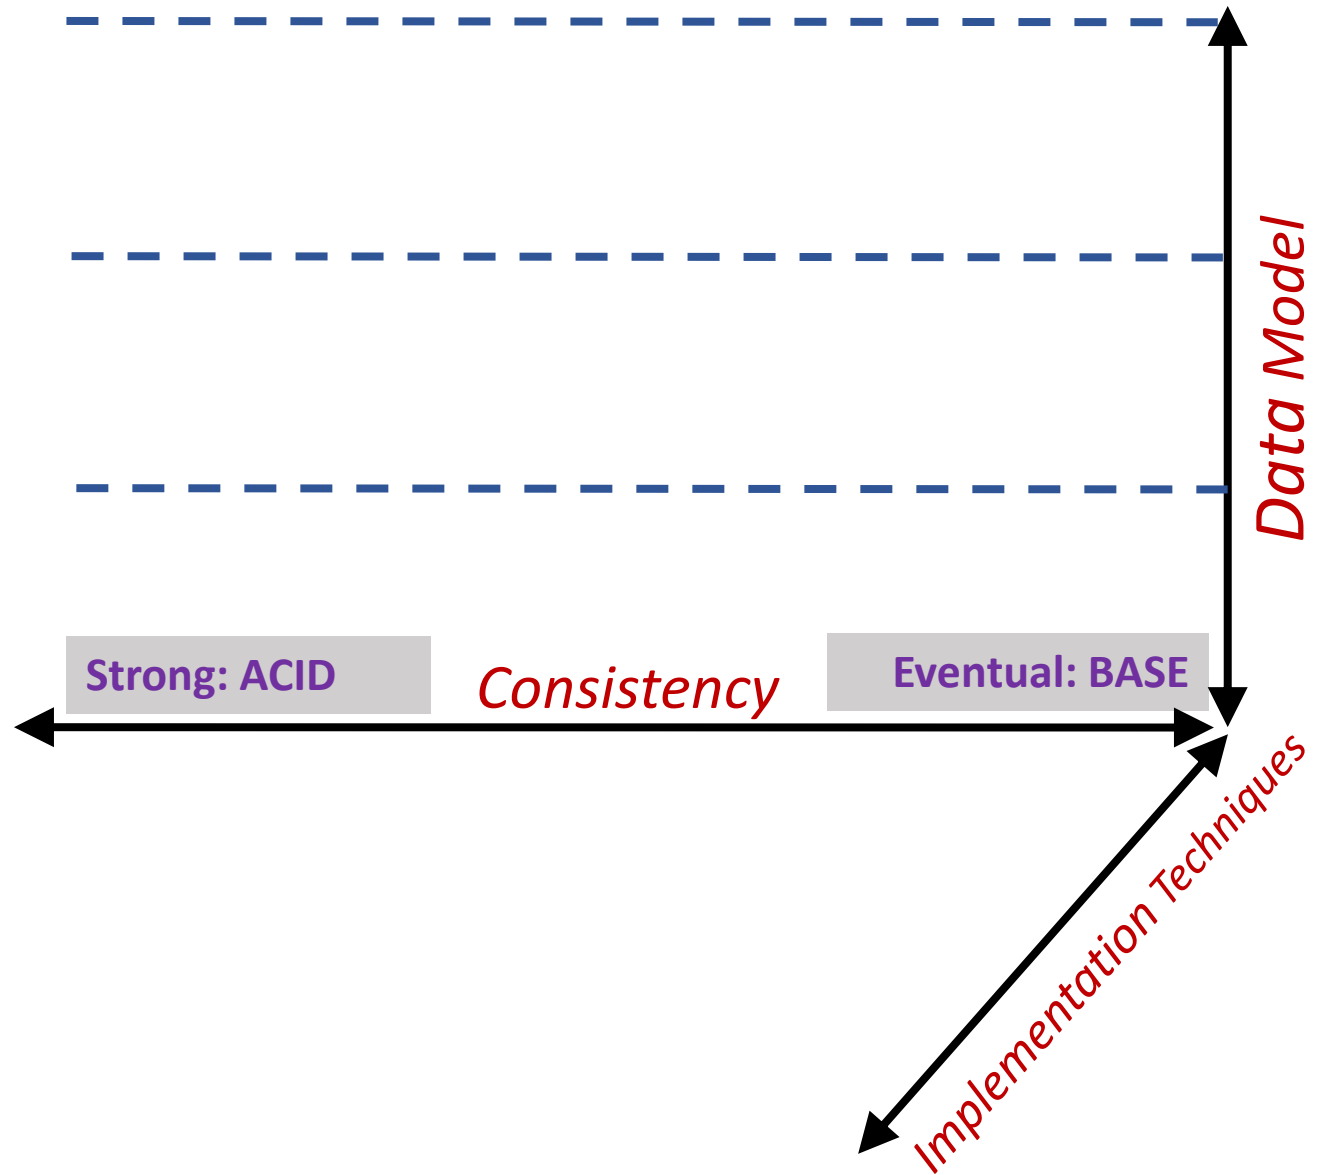 Data Model
Strong: ACID
Consistency
Eventual: BASE
Implementation Techniques